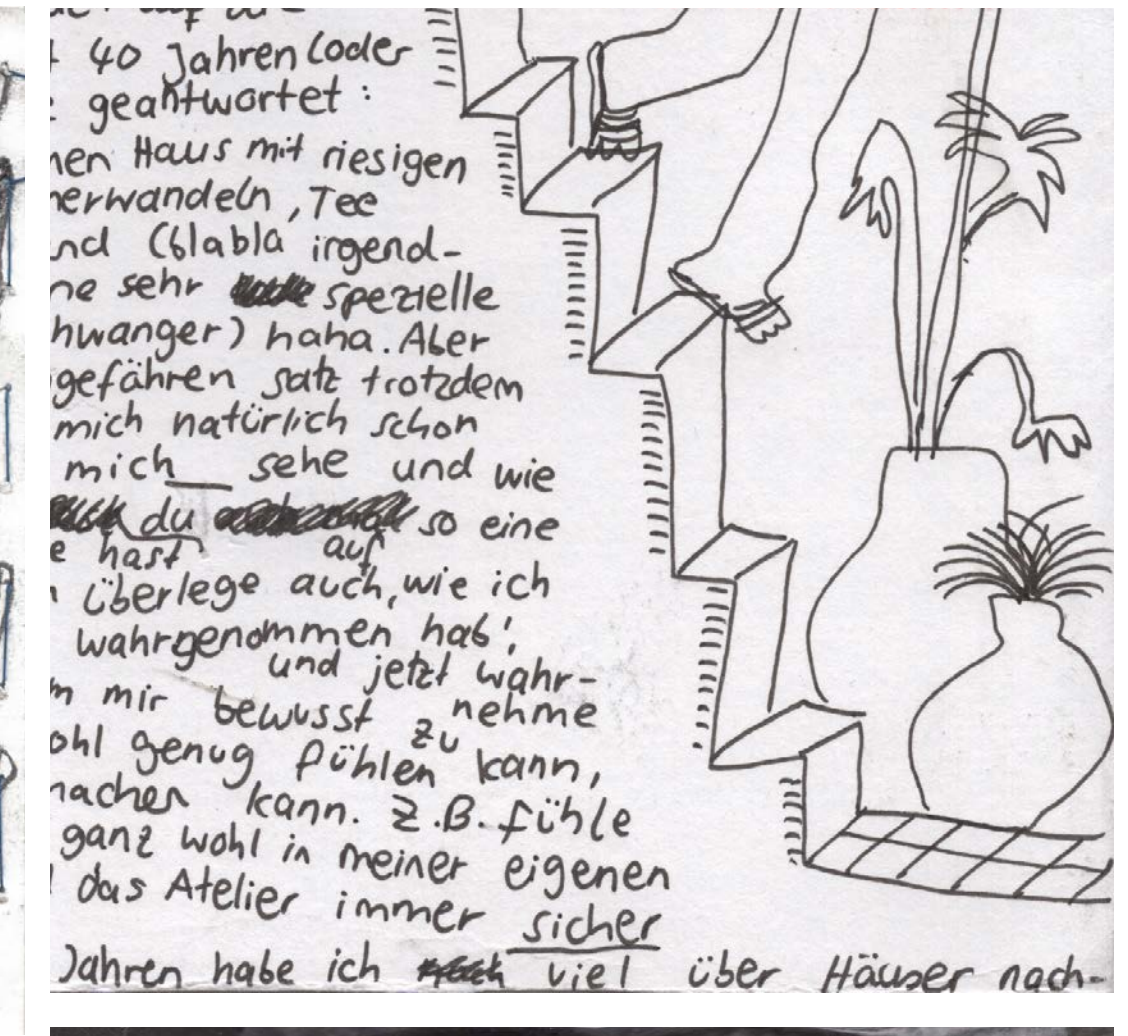 40 Jahren (oder
geantwortet:
nen Haus mit riesigen
herwandeln, Tee
nd (blabla irgend-
ne sehr spezielle
hwanger) haha. Aber
gefähren satz trotzdem
mich natürlich schon
mich sehe und wie
du so eine
e hast auf
überlege auch, wie ich
wahrgenommen hab',
und jetzt wahr-
m mir bewusst nehme
zu
ohl genug fühlen kann,
machen kann. Z.B. fühle
ganz wohl in meiner eigenen
das Atelier immer sicher
Jahren habe ich viel über Häuser nach-